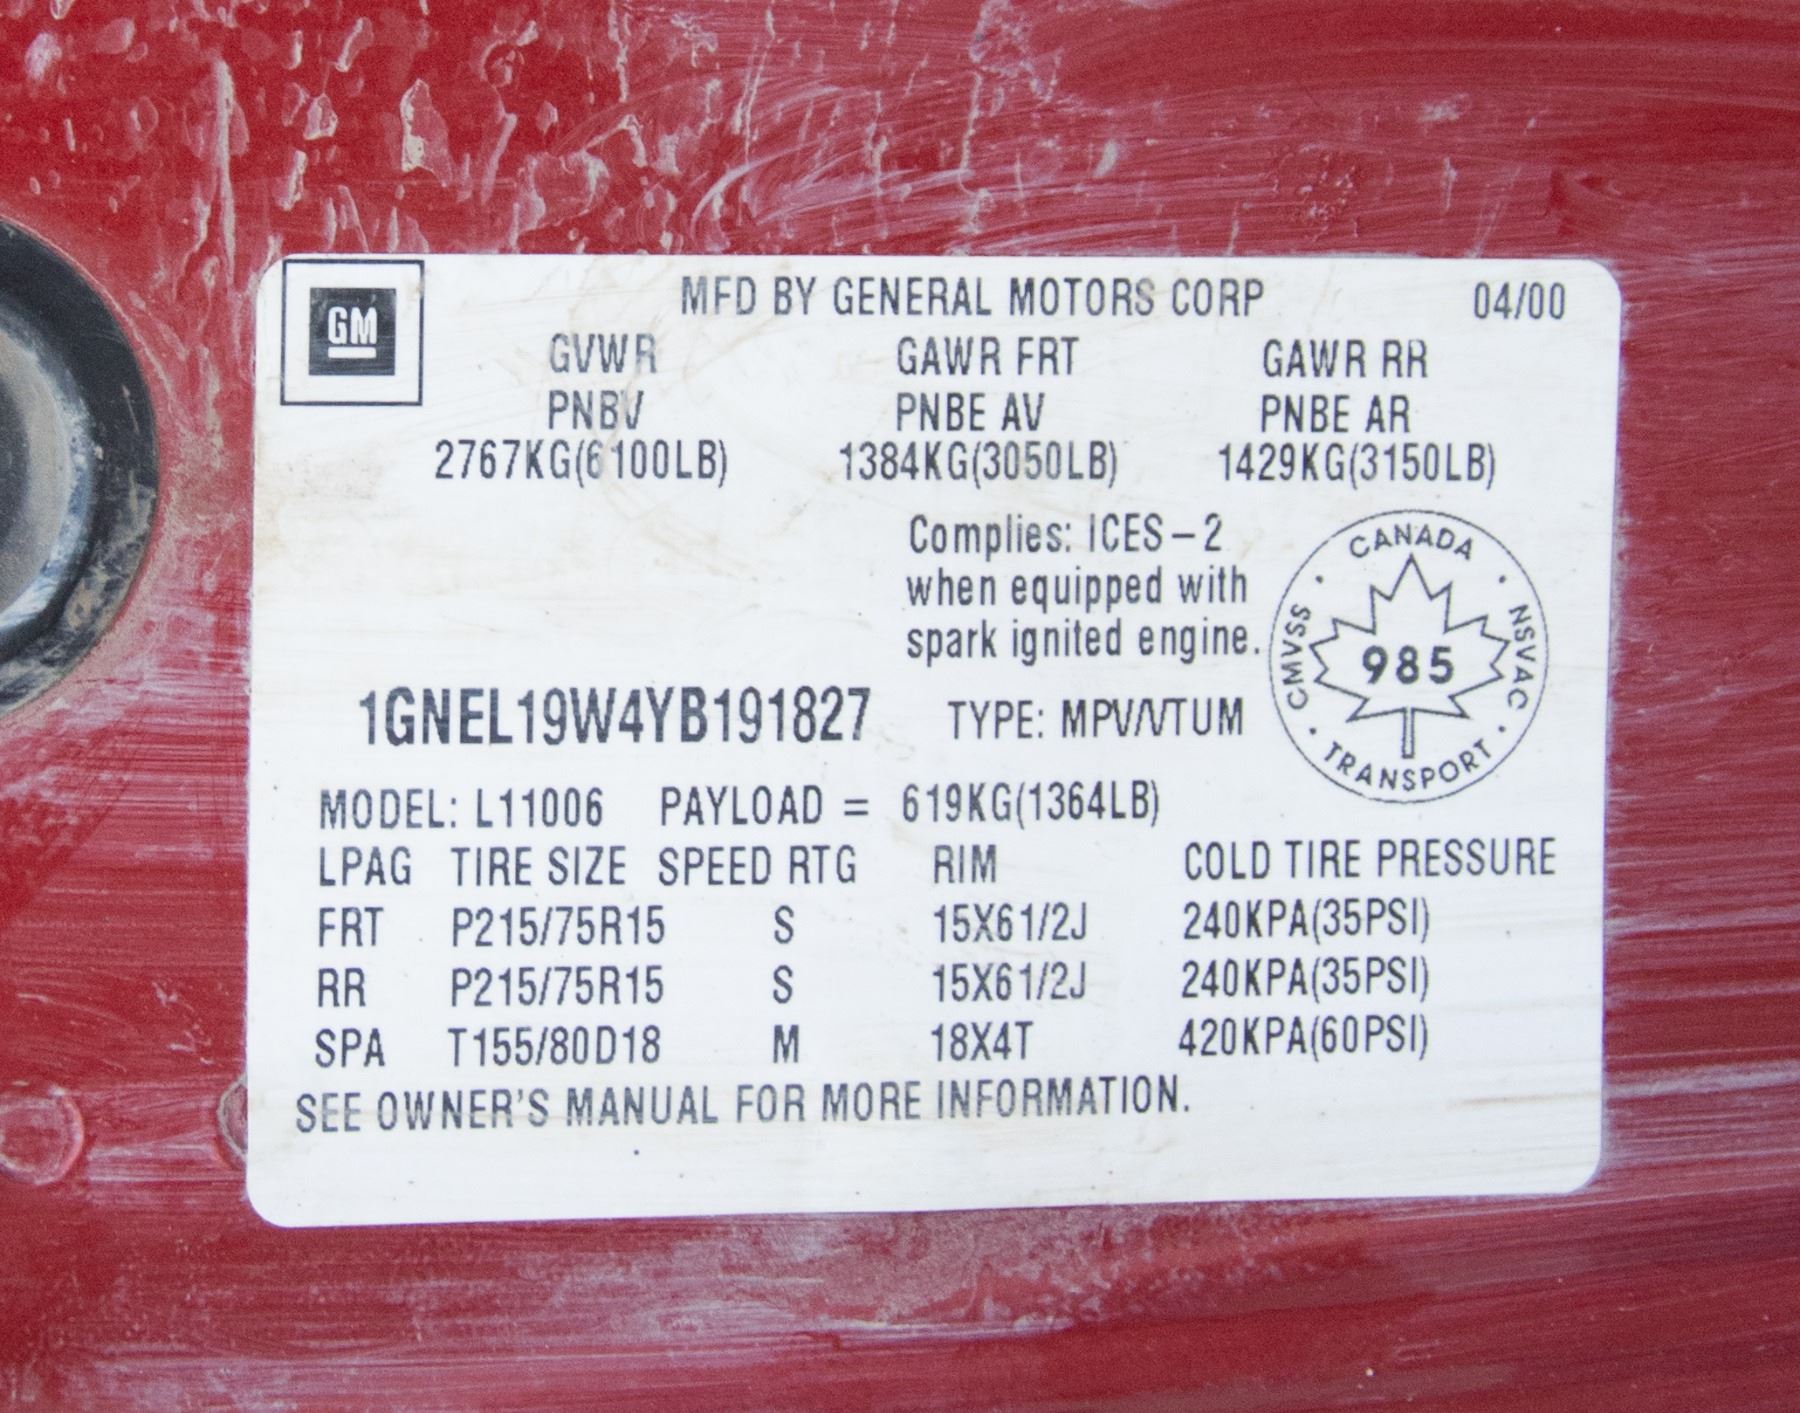 GM
MFD BY GENERAL MOTORS CORP 04/00
GVWR GAWR FRT GAWR RR
PNBV PNBE AV PNBE AR
2767KG(6100LB) 1384KG(3050LB) 1429KG(3150LB)
Complies: ICES-2
when equipped with
spark ignited engine.
CANADA
CMVSS
985
NSVAC
TRANSPORT
1GNEL19W4YB191827 TYPE: MPV/VTUM
MODEL: L11006 PAYLOAD = 619KG(1364LB)
LPAG TIRE SIZE SPEED RTG RIM COLD TIRE PRESSURE
FRT P215/75R15 S 15X61/2J 240KPA(35PSI)
RR P215/75R15 S 15X61/2J 240KPA(35PSI)
SPA T155/80D18 M 18X4T 420KPA(60PSI)
SEE OWNER'S MANUAL FOR MORE INFORMATION.